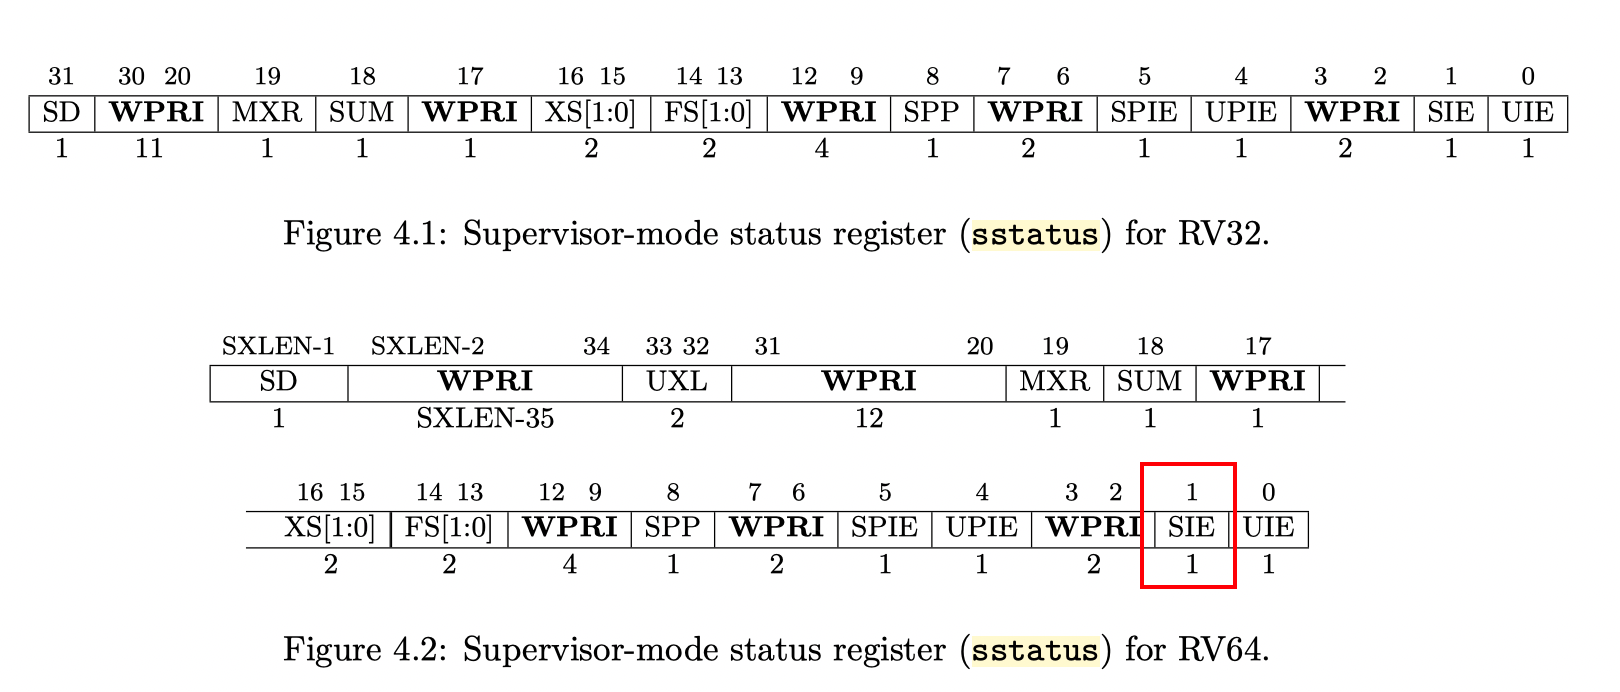 31 30 20 19 18 17 16 15 14 13 12 9 8 7 6 5 4 3 2 1 0
SD WPRI MXR SUM WPRI XS[1:0] FS[1:0] WPRI SPP WPRI SPIE UPIE WPRI SIE UIE
1 11 1 1 1 2 2 4 1 2 1 1 2 1 1
Figure 4.1: Supervisor-mode status register (sstatus) for RV32.
SXLEN-1 SXLEN-2 34 33 32 31 20 19 18 17
SD WPRI UXL WPRI MXR SUM WPRI
1 SXLEN-35 2 12 1 1 1
16 15 14 13 12 9 8 7 6 5 4 3 2 1 0
XS[1:0] FS[1:0] WPRI SPP WPRI SPIE UPIE WPRI SIE UIE
2 2 4 1 2 1 1 2 1 1
Figure 4.2: Supervisor-mode status register (sstatus) for RV64.